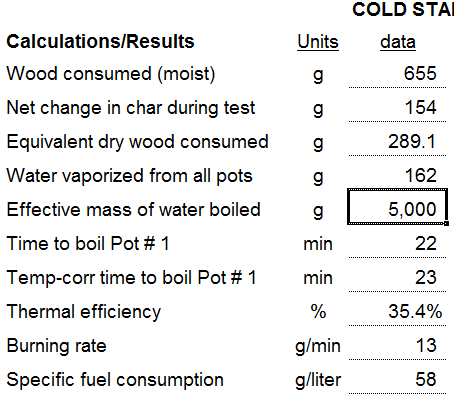 COLD STA
Calculations/Results Units data
Wood consumed (moist) g 655
Net change in char during test g 154
Equivalent dry wood consumed g 289.1
Water vaporized from all pots g 162
Effective mass of water boiled g 5,000
Time to boil Pot # 1 min 22
Temp-corr time to boil Pot # 1 min 23
Thermal efficiency % 35.4%
Burning rate g/min 13
Specific fuel consumption g/liter 58